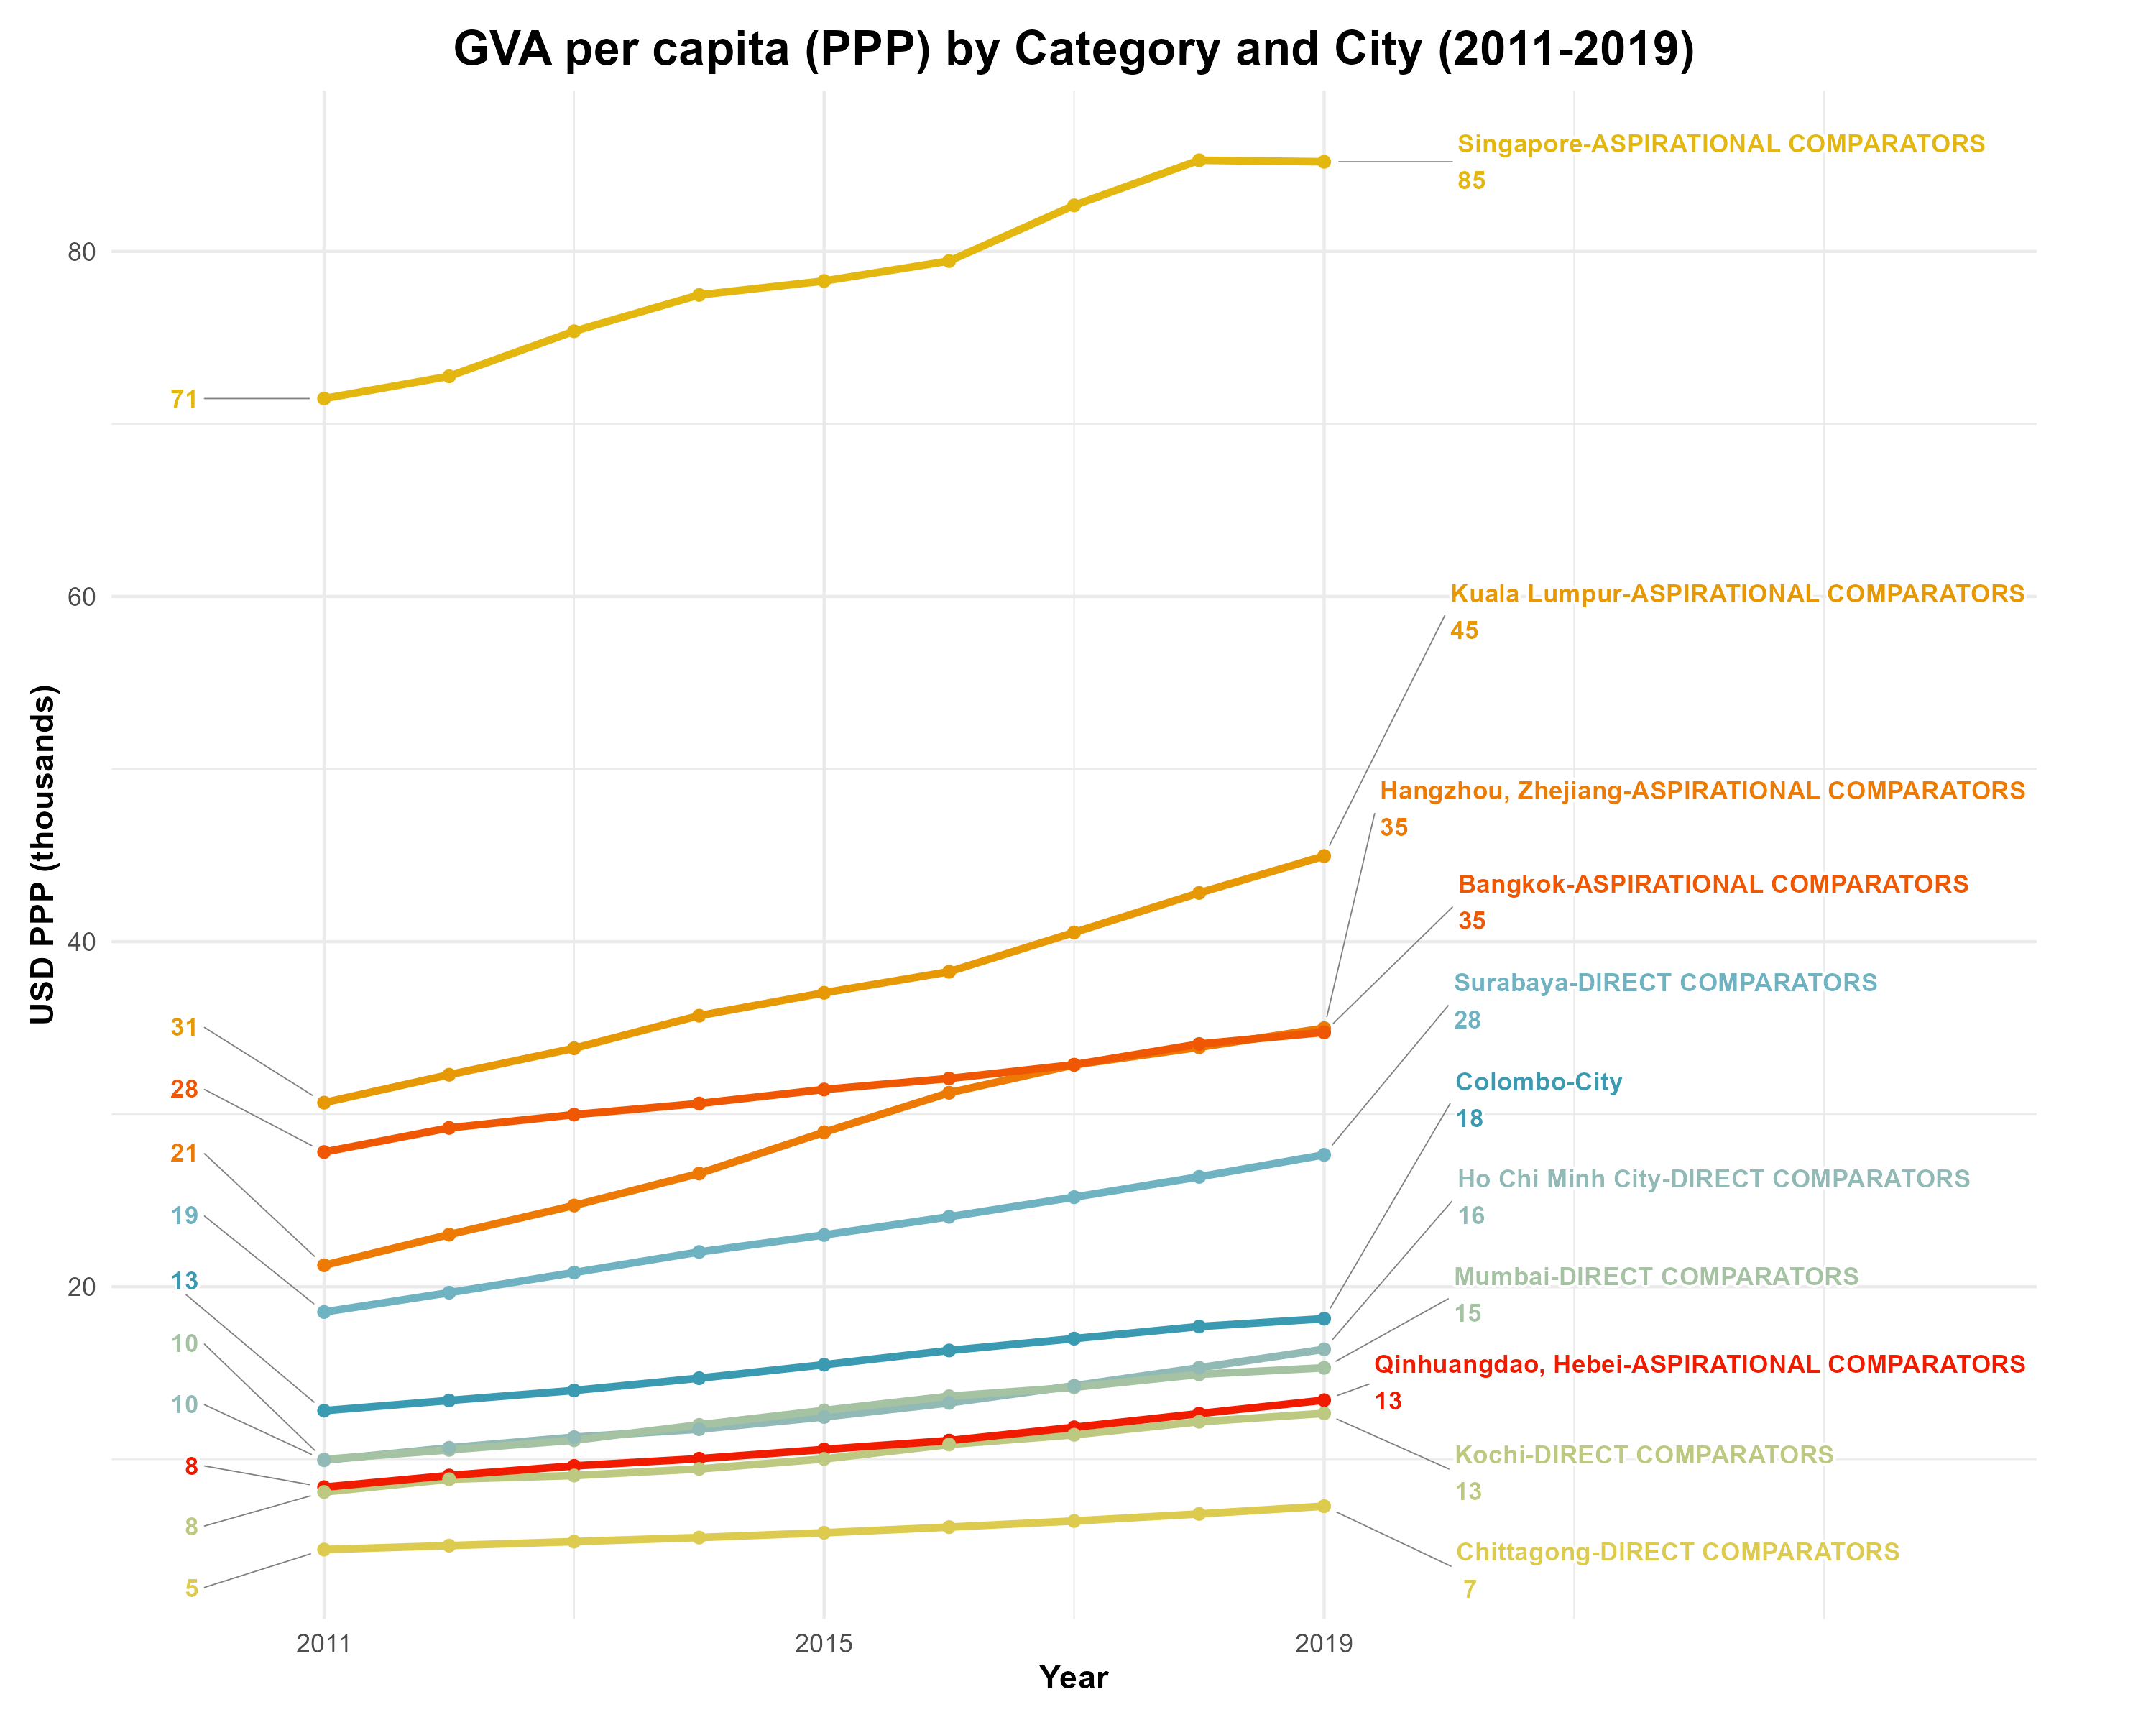 GVA per capita (PPP) by Category and City (2011-2019)
USD PPP (thousands)
80
60
40
20
71
31
28
21
19
13
10
10
8
8
5
Singapore-ASPIRATIONAL COMPARATORS
85
Kuala Lumpur-ASPIRATIONAL COMPARATORS
45
Hangzhou, Zhejiang-ASPIRATIONAL COMPARATORS
35
Bangkok-ASPIRATIONAL COMPARATORS
35
Surabaya-DIRECT COMPARATORS
28
Colombo-City
18
Ho Chi Minh City-DIRECT COMPARATORS
16
Mumbai-DIRECT COMPARATORS
15
Qinhuangdao, Hebei-ASPIRATIONAL COMPARATORS
13
Kochi-DIRECT COMPARATORS
13
Chittagong-DIRECT COMPARATORS
7
2011
2015
2019
Year